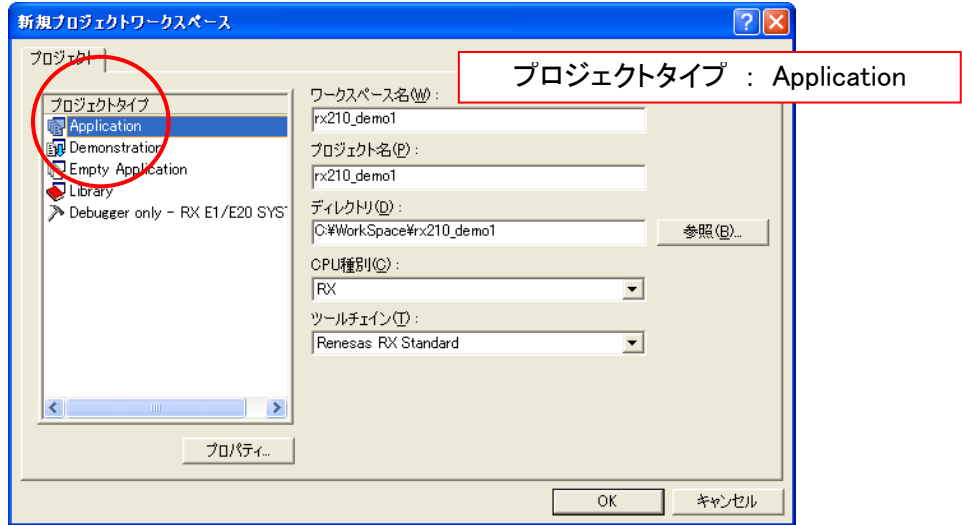 新規プロジェクトワークスペース
プロジェクト
プロジェクトタイプ ： Application
プロジェクトタイプ
Application
Demonstration
Empty Application
Library
Debugger only - RX E1/E20 SYS
ワークスペース名(W)：
rx210_demo1
プロジェクト名(P)：
rx210_demo1
ディレクトリ(D)：
C:¥WorkSpace¥rx210_demo1
参照(B)...
CPU種別(C)：
RX
ツールチェイン(T)：
Renesas RX Standard
プロパティ...
OK
キャンセル